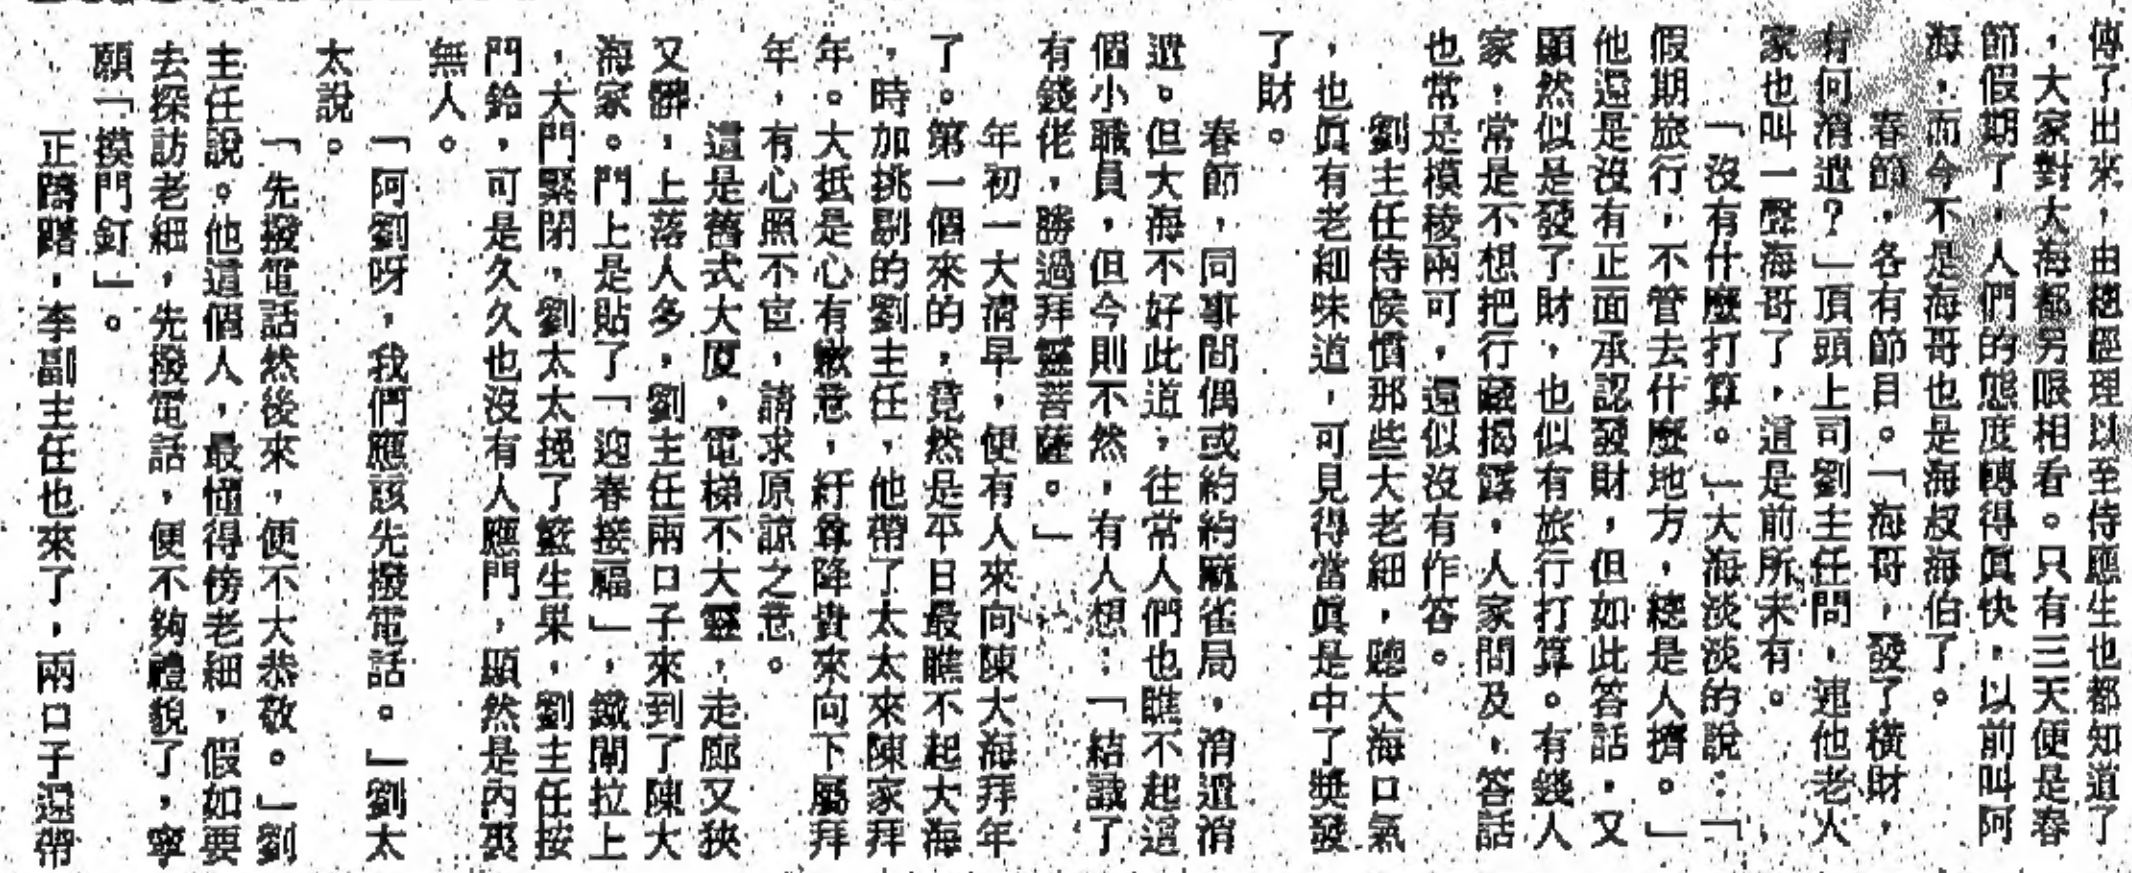 傳了出來，由總經理以至侍應生也都知道了
，大家對大海都另眼相看。只有三天便是春
節假期了，人們的態度轉得真快，以前叫阿
海，而今不是海哥也是海叔海伯了。
春節，各有節目。「海哥，發了橫財，
有何消遣？」頂頭上司劉主任問，連他老人
家也叫一聲海哥了，這是前所未有。
「沒有什麼打算。」大海淡淡的說：「
假期旅行，不管去什麼地方，總是人擠。」
他還是沒有正面承認發財，但如此答話，又
顯然似是發了財，也似有旅行打算。有錢人
家，常是不想把行藏揭露，人家問及，答話
也常是模稜兩可，還似沒有作答。
劉主任侍候慣那些大老細，聽大海口氣
，也真有老細味道，可見得當真是中了獎發
了財。
春節，同事間偶或約約麻雀局，消遣消
遣。但大海不好此道，往常人們也瞧不起這
個小職員，但今則不然，有人想：「結識了
有錢佬，勝過拜靈菩薩。」
年初一大清早，便有人來向陳大海拜年
了。第一個來的，竟然是平日最瞧不起大海
，時加挑剔的劉主任，他帶了太太來陳家拜
年。大抵是心有歉意，紆尊降貴來向下屬拜
年，有心照不宣，請求原諒之意。
這是舊式大廈，電梯不大靈，走廊又狹
又髒，上落人多，劉主任兩口子來到了陳大
海家。門上是貼了「迎春接福」，鐵閘拉上
，大門緊閉，劉太太挽了籃生果，劉主任按
門鈴，可是久久也沒有人應門，顯然是內裏
無人。
「阿劉呀，我們應該先撥電話。」劉太
太說。
「先撥電話然後來，便不大恭敬。」劉
主任說。他這個人，最懂得傍老細，假如要
去探訪老細，先撥電話，便不夠禮貌了，寧
願「摸門釘」。
正躊躇，李副主任也來了，兩口子還帶